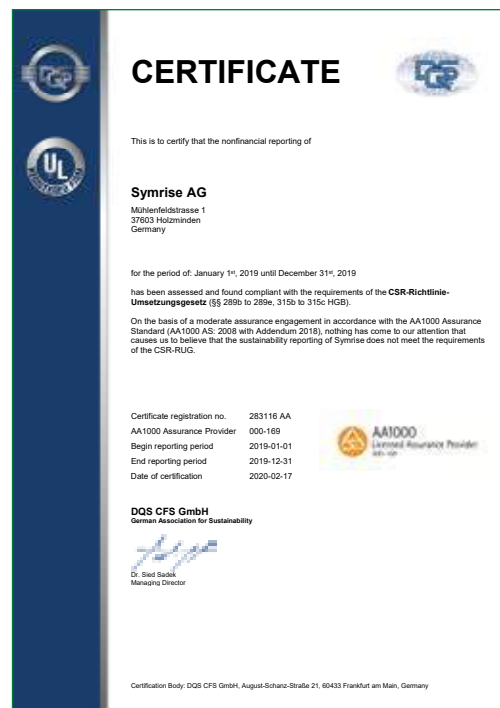 DQS
CERTIFICATE
DQS
UL
This is to certify that the nonfinancial reporting of
Symrise AG
Mühlenfeldstrasse 1
37603 Holzminden
Germany
for the period of: January 1st, 2019 until December 31st, 2019
has been assessed and found compliant with the requirements of the CSR-Richtlinie-
Umsetzungsgesetz (§§ 289b to 289e, 315b to 315c HGB).
On the basis of a moderate assurance engagement in accordance with the AA1000 Assurance
Standard (AA1000 AS: 2008 with Addendum 2018), nothing has come to our attention that
causes us to believe that the sustainability reporting of Symrise does not meet the requirements
of the CSR-RUG.
Certificate registration no. 283116 AA
AA1000 Assurance Provider 000-169
Begin reporting period 2019-01-01
End reporting period 2019-12-31
Date of certification 2020-02-17
AA1000
Licensed Assurance Provider
DQS CFS GmbH
German Association for Sustainability
Dr. Sied Sadek
Managing Director
Certification Body: DQS CFS GmbH, August-Schanz-Straße 21, 60433 Frankfurt am Main, Germany